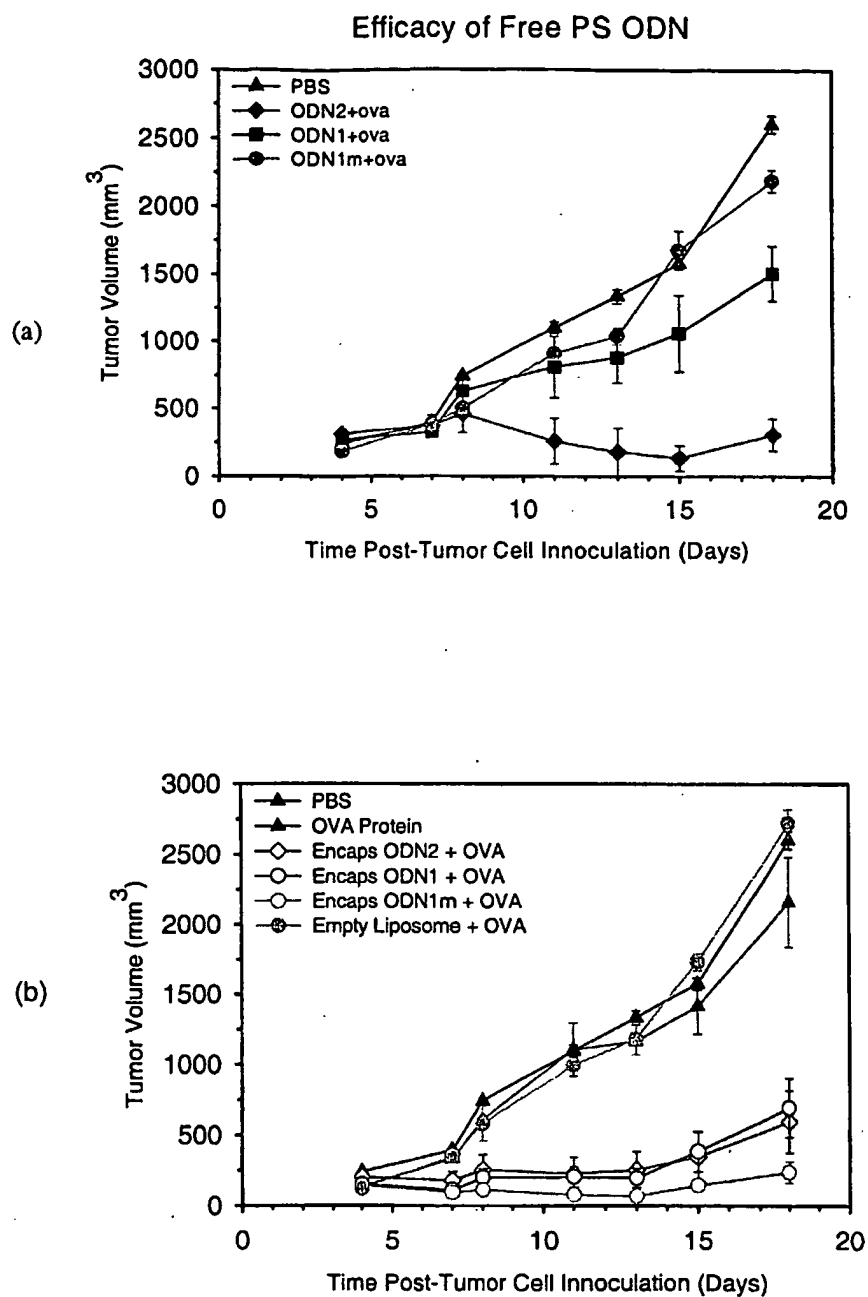 Efficacy of Free PS ODN
(a)
Tumor Volume (mm3)
3000
2500
2000
1500
1000
500
0
PBS
ODN2+ova
ODN1+ova
ODN1m+ova
0 5 10 15 20
Time Post-Tumor Cell Innoculation (Days)
(b)
Tumor Volume (mm3)
3000
2500
2000
1500
1000
500
0
PBS
OVA Protein
Encaps ODN2 + OVA
Encaps ODN1 + OVA
Encaps ODN1m + OVA
Empty Liposome + OVA
0 5 10 15 20
Time Post-Tumor Cell Innoculation (Days)